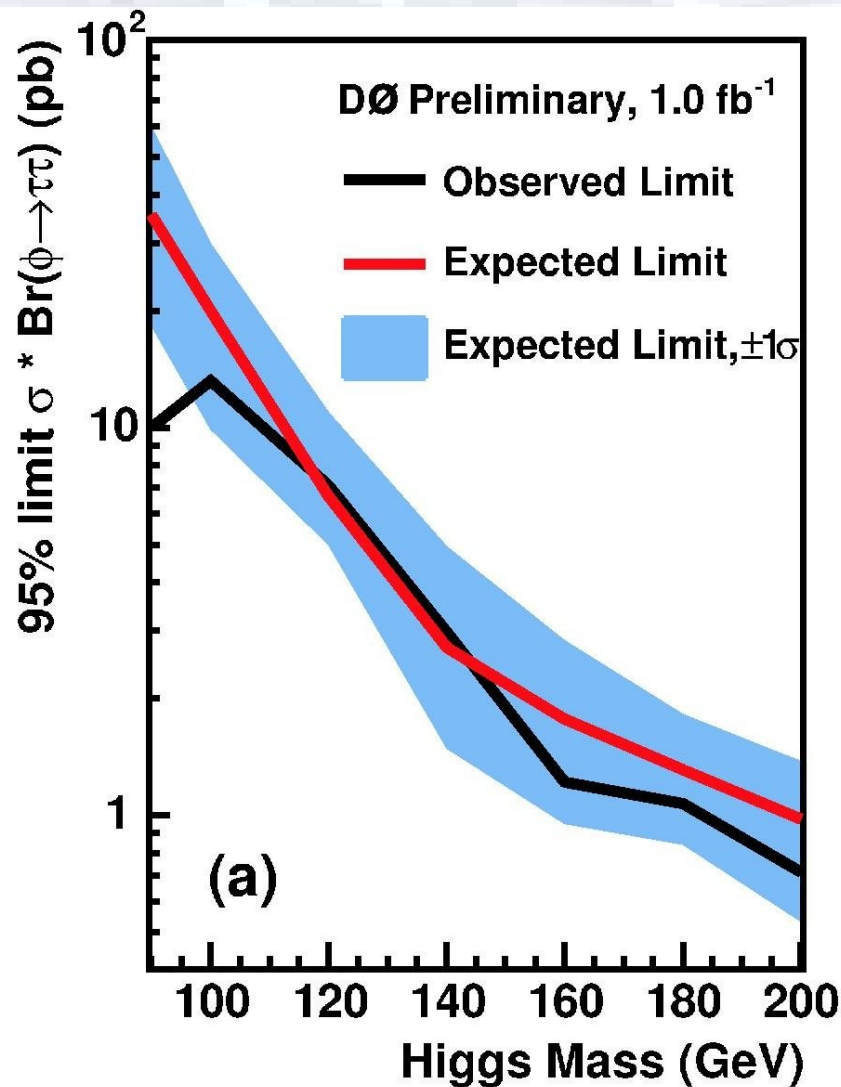 10²
DØ Preliminary, 1.0 fb⁻¹
Observed Limit
Expected Limit
Expected Limit,±1σ
95% limit σ * Br(ϕ→ττ) (pb)
10
1
(a)
100 120 140 160 180 200
Higgs Mass (GeV)